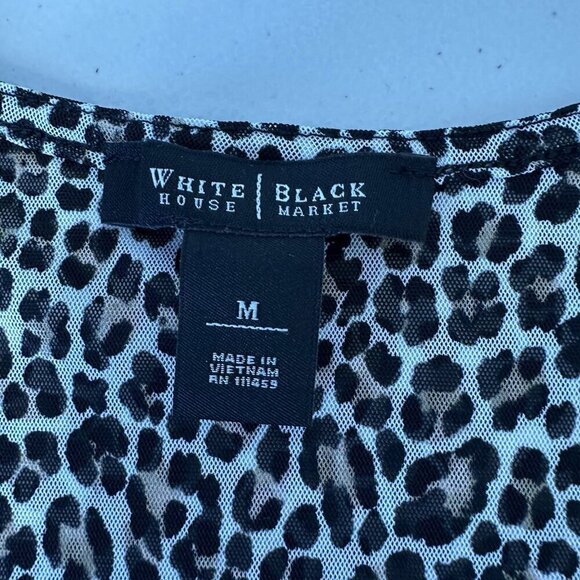 WHITE | BLACK
HOUSE MARKET
M
MADE IN
VIETNAM
RN 111459